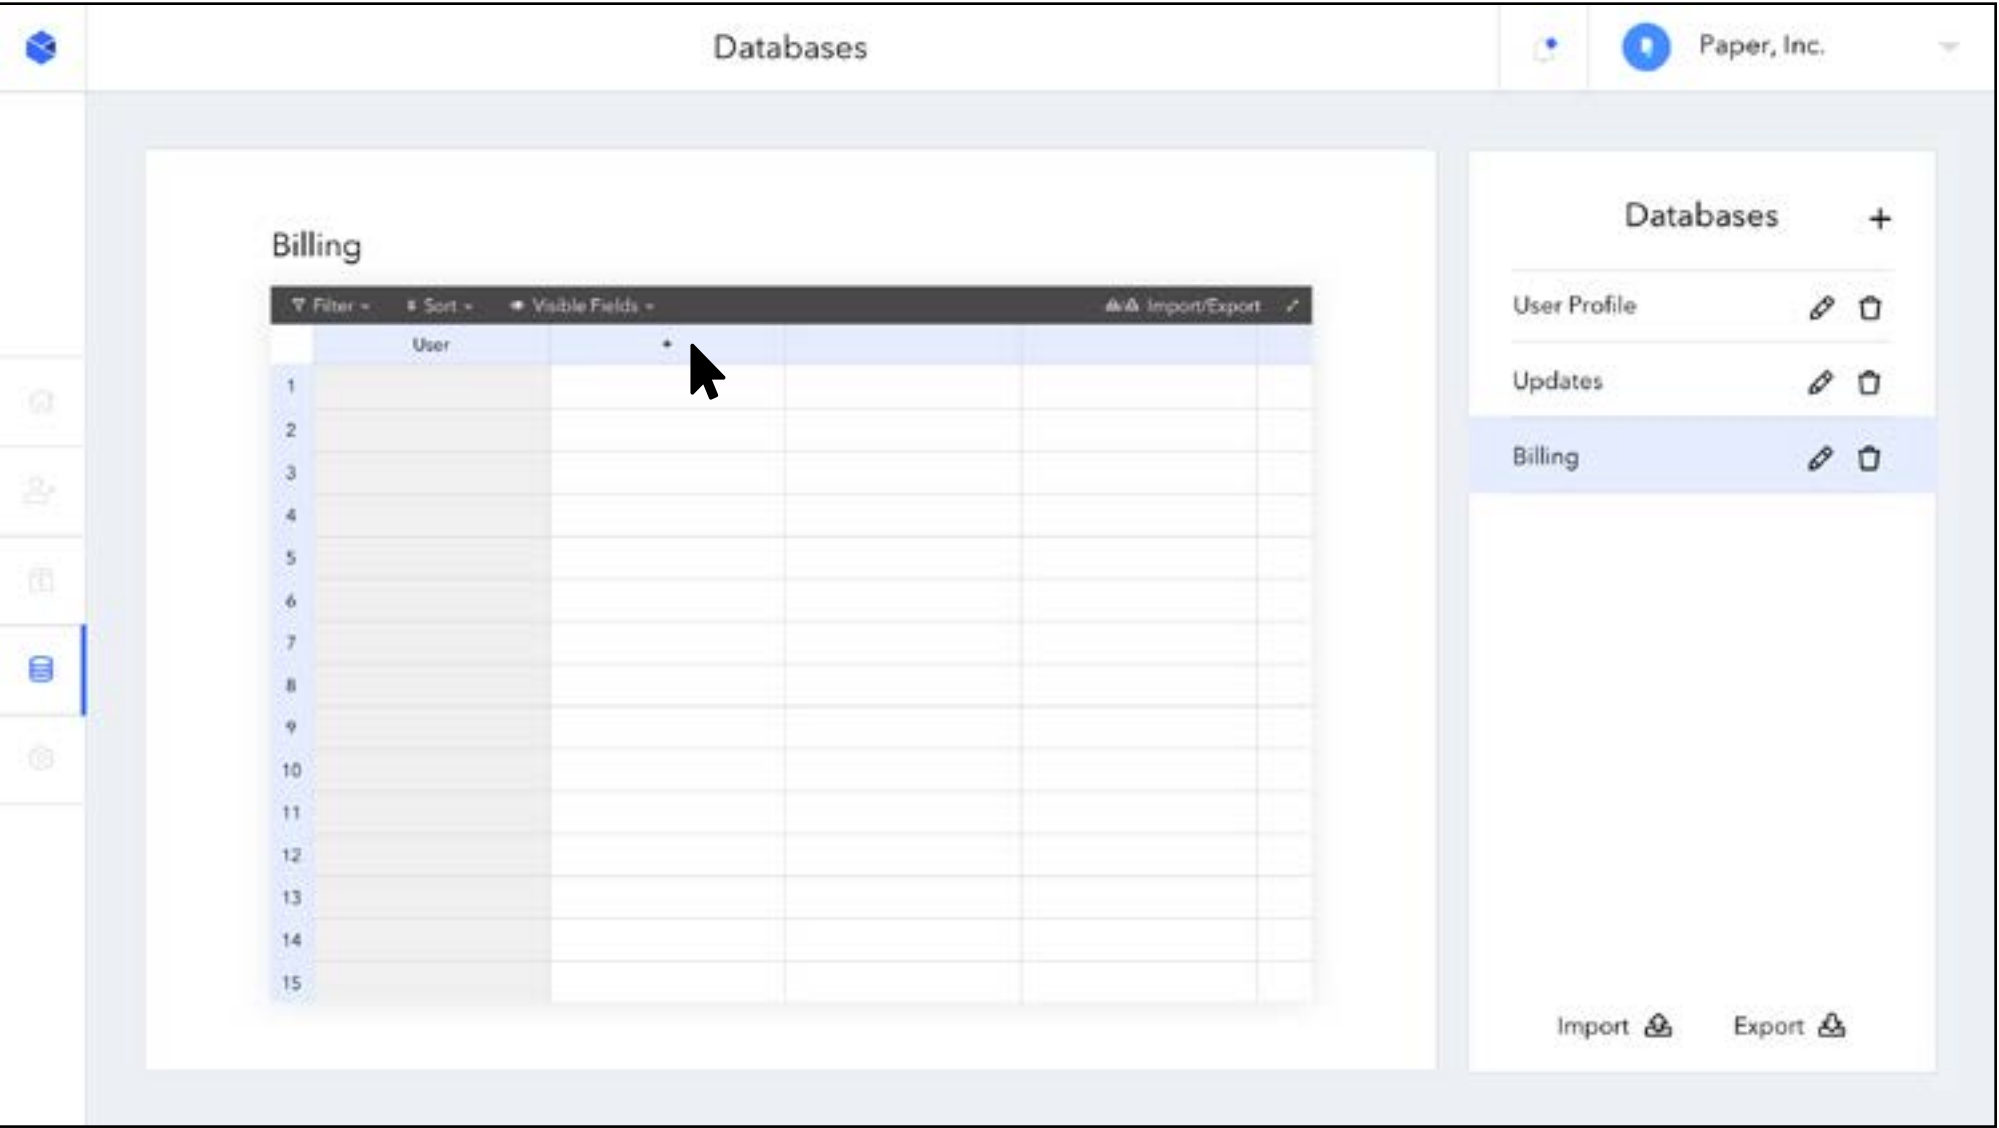 Databases
Paper, Inc.
Billing
Filter
Sort
Visible Fields
Import/Export
User
+
1
2
3
4
5
6
7
8
9
10
11
12
13
14
15
Databases +
User Profile
Updates
Billing
Import
Export